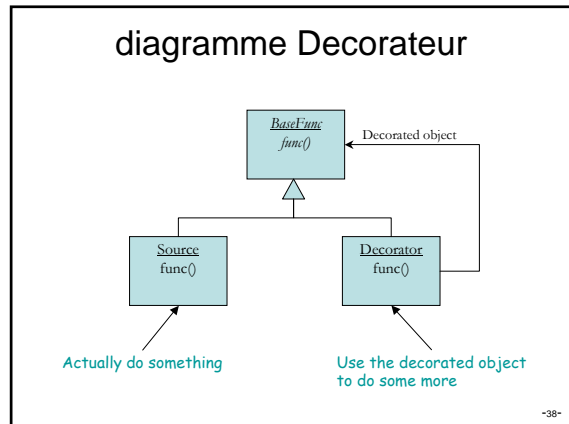 diagramme Decorateur
BaseFunc
func()
Decorated object
Source
func()
Decorator
func()
Actually do something
Use the decorated object
to do some more
-38-